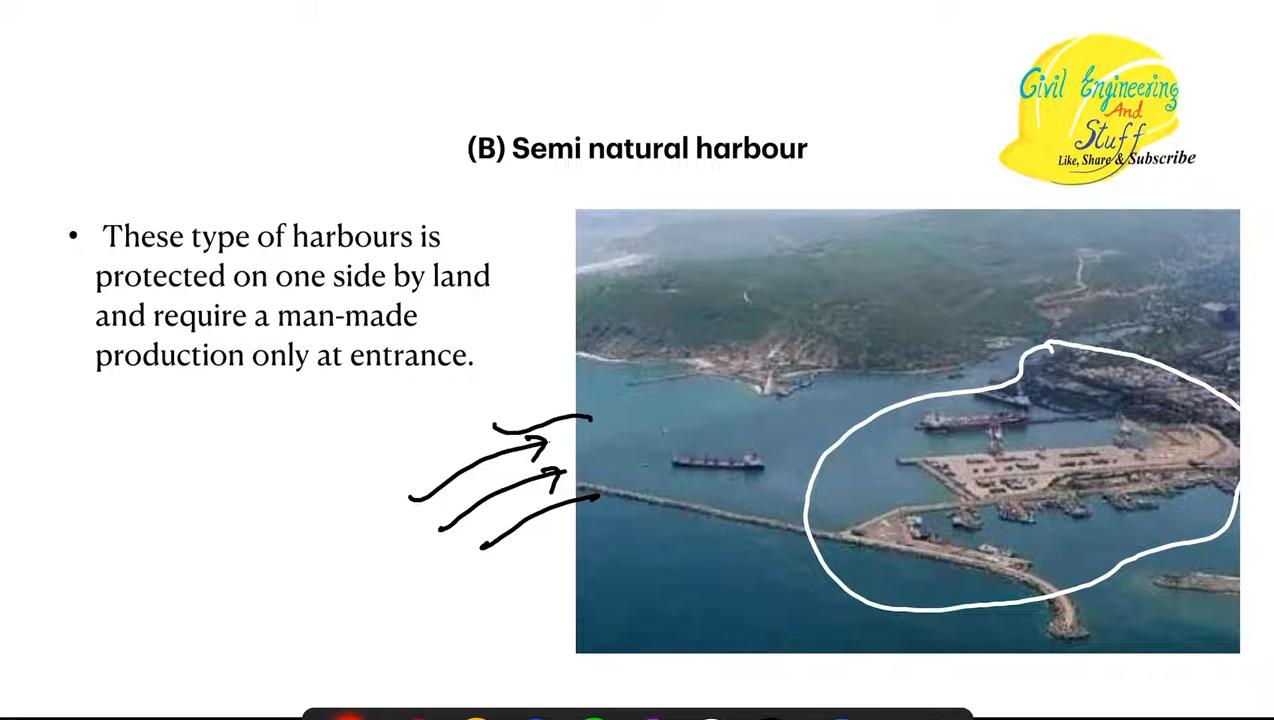 Civil Engineering
And
Stuff
Like, Share & Subscribe
(B) Semi natural harbour
• These type of harbours is
protected on one side by land
and require a man-made
production only at entrance.